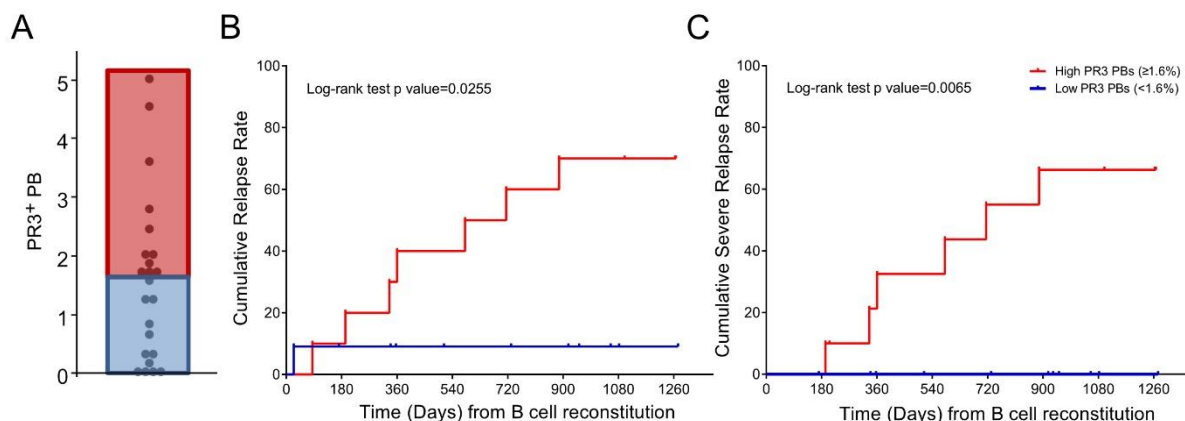 A
PR3+ PB
5
4
3
2
1
0
B
Cumulative Relapse Rate
100
80
60
40
20
0
Log-rank test p value=0.0255
0 180 360 540 720 900 1080 1260
Time (Days) from B cell reconstitution
C
Cumulative Severe Relapse Rate
100
80
60
40
20
0
Log-rank test p value=0.0065
High PR3 PBs (≥1.6%)
Low PR3 PBs (<1.6%)
0 180 360 540 720 900 1080 1260
Time (Days) from B cell reconstitution